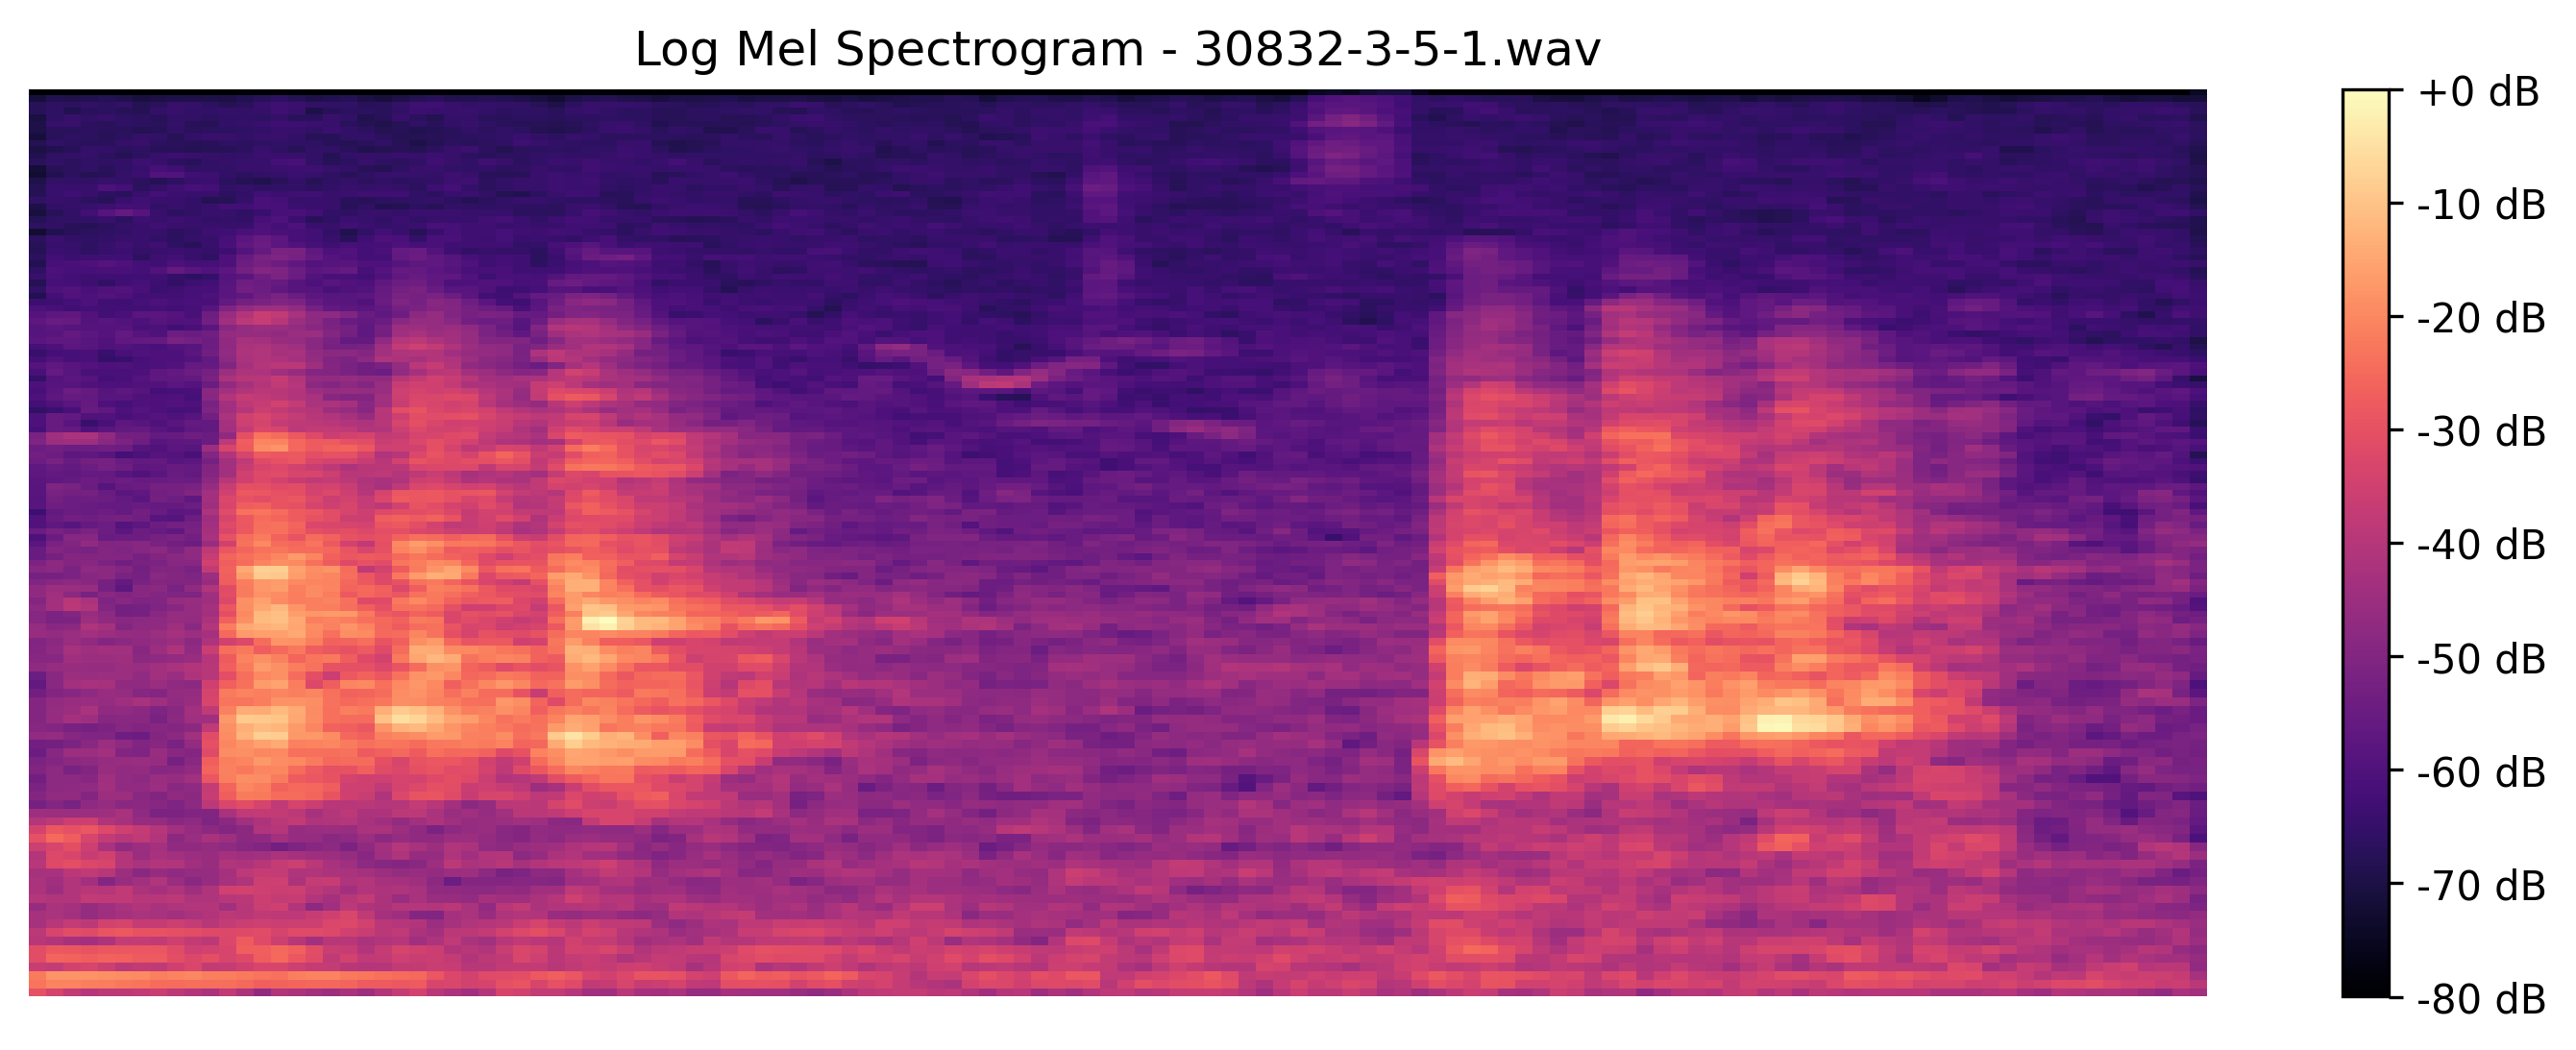 Log Mel Spectrogram - 30832-3-5-1.wav
+0 dB
-10 dB
-20 dB
-30 dB
-40 dB
-50 dB
-60 dB
-70 dB
-80 dB